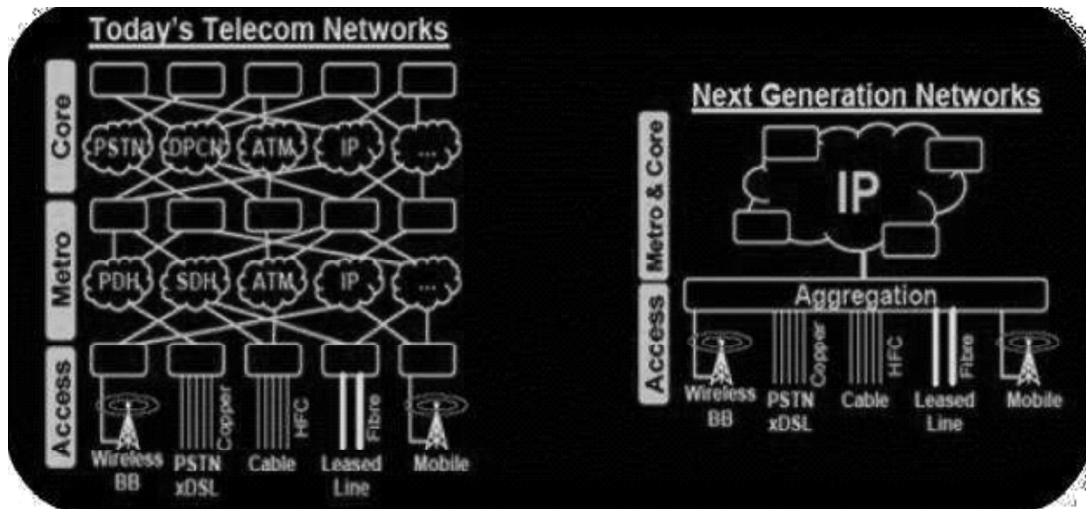 Today's Telecom Networks
Core
PSTN DPCN ATM IP ...
Metro
PDH SDH ATM IP ...
Access
Copper
HFC
Fibre
Wireless BB
PSTN xDSL
Cable
Leased Line
Mobile
Next Generation Networks
Metro & Core
IP
Access
Aggregation
Copper
HFC
Fibre
Wireless BB
PSTN xDSL
Cable
Leased Line
Mobile